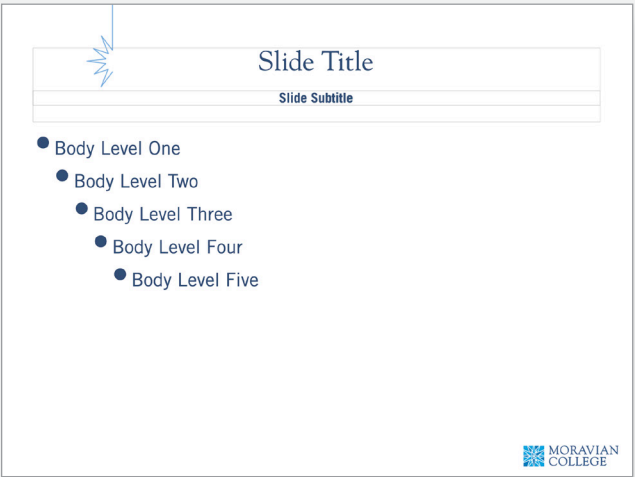 Slide Title
Slide Subtitle
Body Level One
Body Level Two
Body Level Three
Body Level Four
Body Level Five
MORAVIAN
COLLEGE